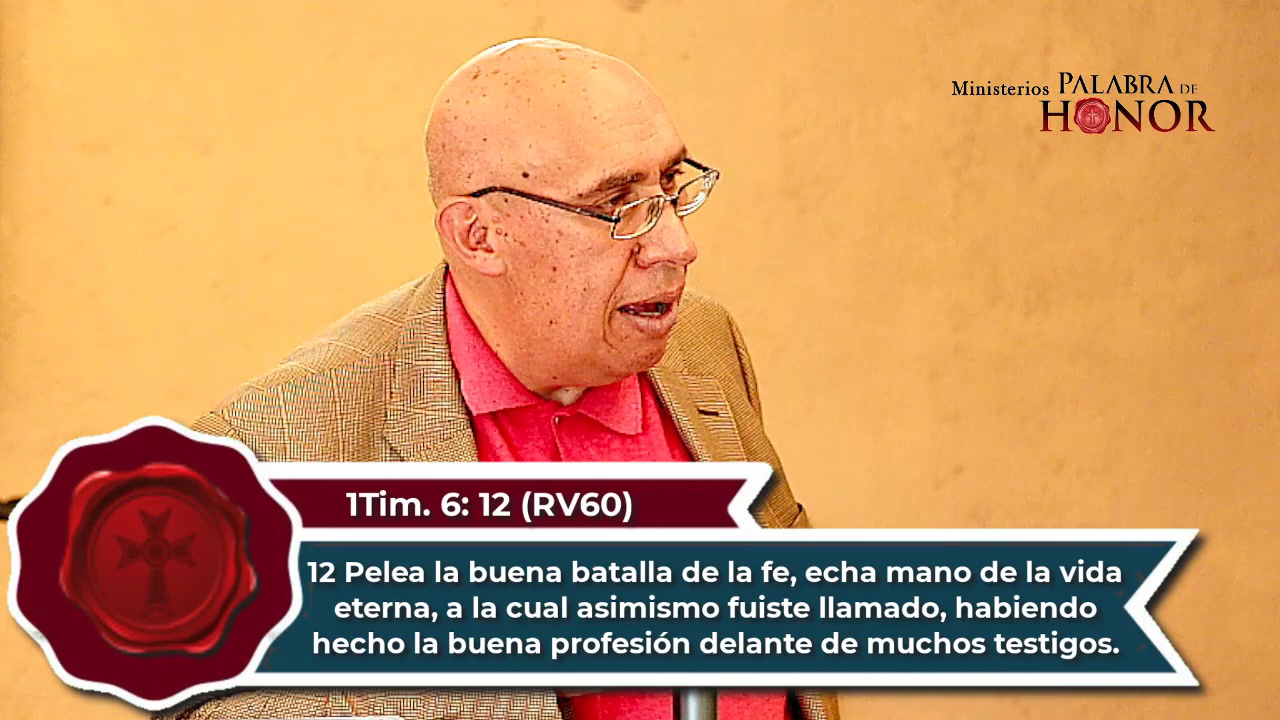 Ministerios PALABRA DE
HONOR
1Tim. 6: 12 (RV60)
12 Pelea la buena batalla de la fe, echa mano de la vida
eterna, a la cual asimismo fuiste llamado, habiendo
hecho la buena profesión delante de muchos testigos.